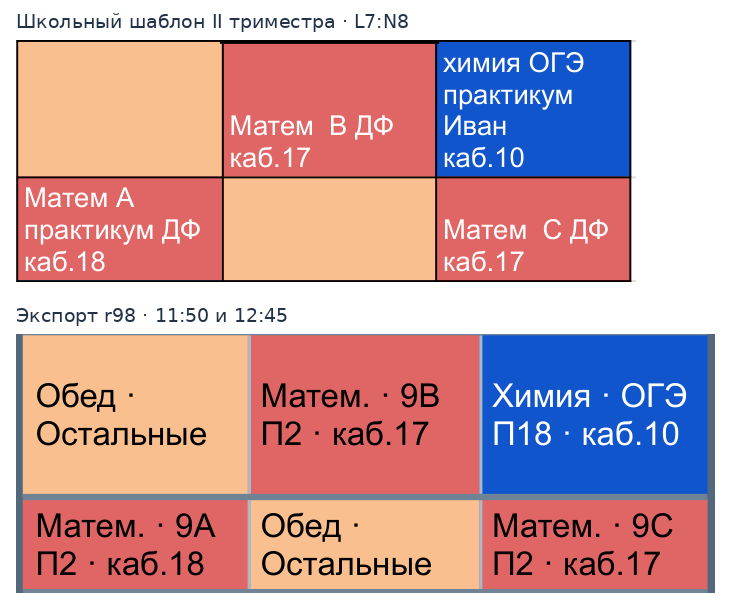 Школьный шаблон II триместра · L7:N8
Матем  В ДФ
каб.17
химия ОГЭ
практикум
Иван
каб.10
Матем А
практикум ДФ
каб.18
Матем  С ДФ
каб.17
Экспорт r98 · 11:50 и 12:45
Обед ·
Остальные
Матем. · 9В
П2 · каб.17
Химия · ОГЭ
П18 · каб.10
Матем. · 9А
П2 · каб.18
Обед ·
Остальные
Матем. · 9С
П2 · каб.17